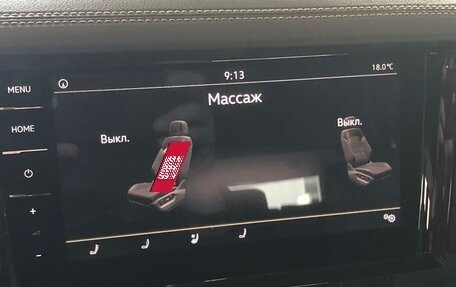 MENU
9:13
18.0°C
Массаж
HOME
Выкл.
Выкл.
+
-